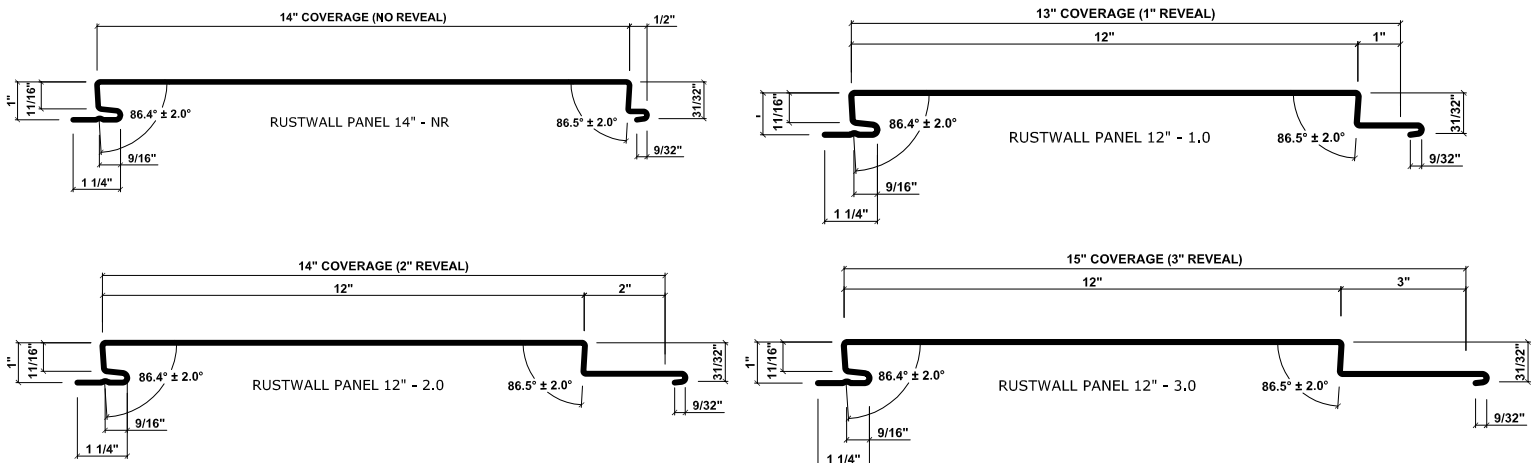 14" COVERAGE (NO REVEAL)
1/2"
1"
11/16"
86.4° ± 2.0°
RUSTWALL PANEL 14" - NR
86.5° ± 2.0°
31/32"
9/16"
9/32"
1 1/4"
13" COVERAGE (1" REVEAL)
12"
1"
11/16"
86.4° ± 2.0°
RUSTWALL PANEL 12" - 1.0
86.5° ± 2.0°
31/32"
9/16"
9/32"
1 1/4"
14" COVERAGE (2" REVEAL)
12"
2"
1"
11/16"
86.4° ± 2.0°
RUSTWALL PANEL 12" - 2.0
86.5° ± 2.0°
31/32"
9/32"
9/16"
1 1/4"
15" COVERAGE (3" REVEAL)
12"
3"
1"
11/16"
86.4° ± 2.0°
RUSTWALL PANEL 12" - 3.0
86.5° ± 2.0°
31/32"
9/32"
9/16"
1 1/4"